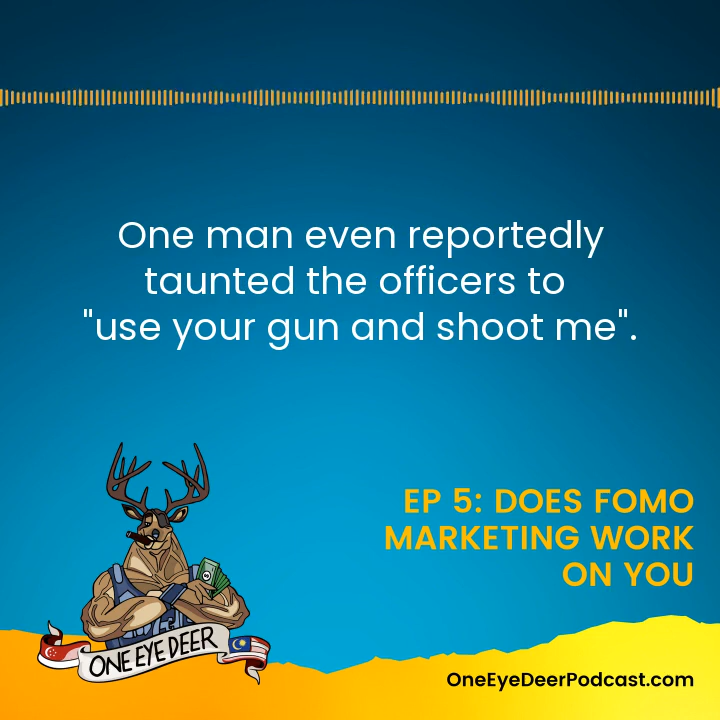 One man even reportedly
taunted the officers to
"use your gun and shoot me".
EP 5: DOES FOMO
MARKETING WORK
ON YOU
ONE EYE DEER
OneEyeDeerPodcast.com